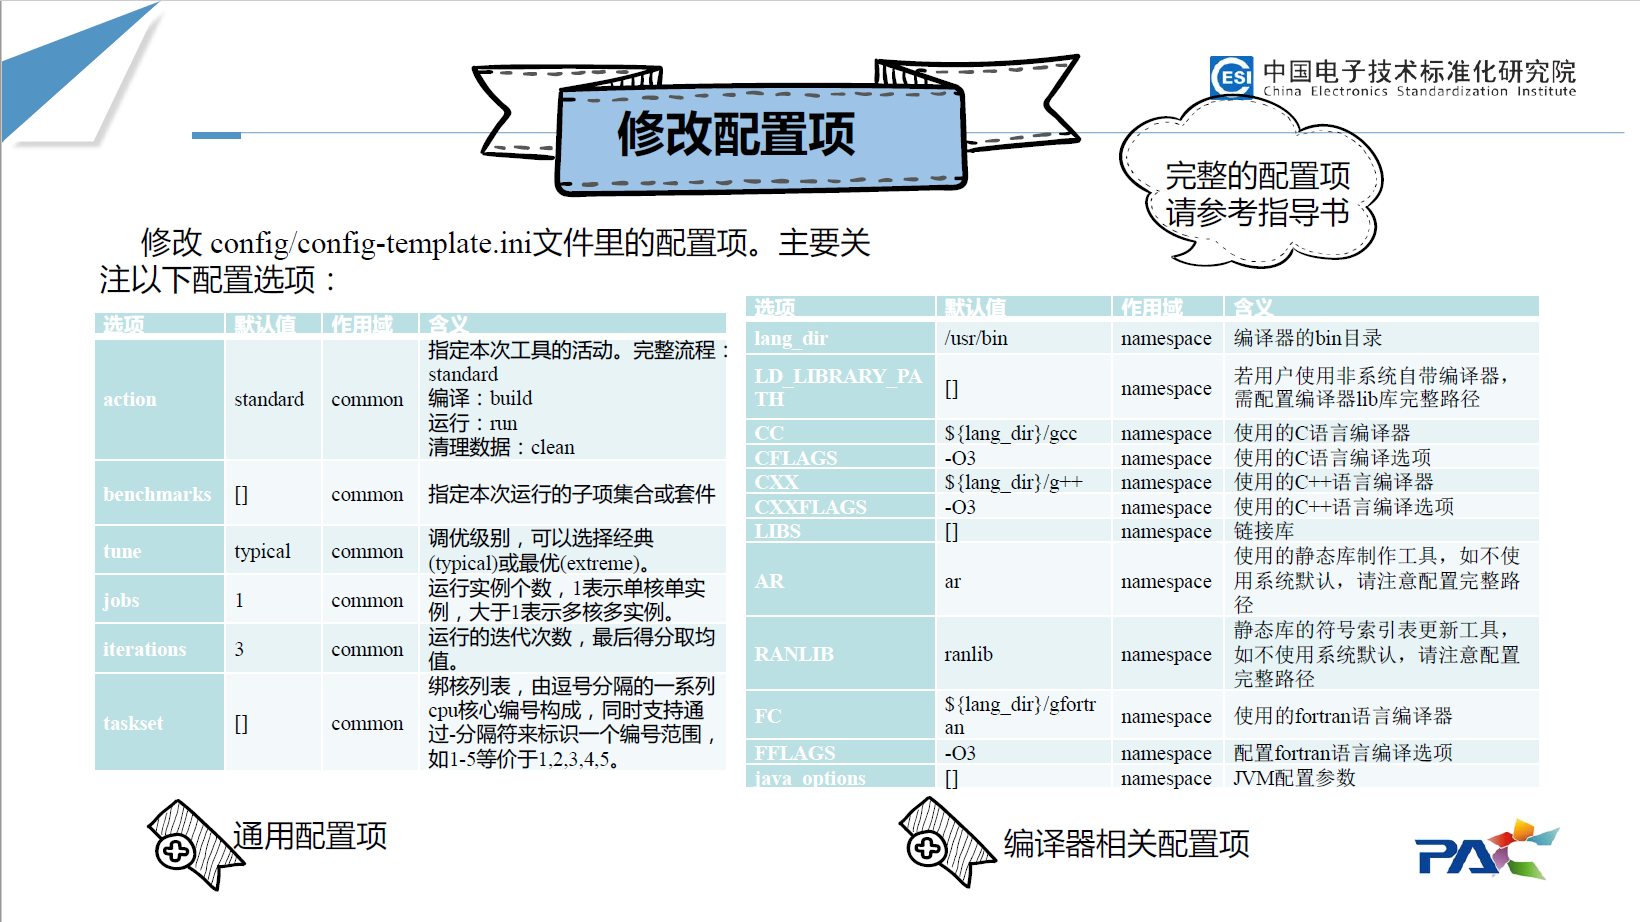 中国电子技术标准化研究院
China Electronics Standardization Institute
CESI
修改配置项
完整的配置项
请参考指导书
修改 config/config-template.ini文件里的配置项。主要关
注以下配置选项：
选项 默认值 作用域 含义
action standard common 指定本次工具的活动。完整流程：
standard
编译：build
运行：run
清理数据：clean
benchmarks [] common 指定本次运行的子项集合或套件
tune typical common 调优级别，可以选择经典
(typical)或最优(extreme)。
jobs 1 common 运行实例个数，1表示单核单实
例，大于1表示多核多实例。
iterations 3 common 运行的迭代次数，最后得分取均
值。
taskset [] common 绑核列表，由逗号分隔的一系列
cpu核心编号构成，同时支持通
过-分隔符来标识一个编号范围，
如1-5等价于1,2,3,4,5。
通用配置项
选项 默认值 作用域 含义
lang_dir /usr/bin namespace 编译器的bin目录
LD_LIBRARY_PA
TH [] namespace 若用户使用非系统自带编译器，
需配置编译器lib库完整路径
CC ${lang_dir}/gcc namespace 使用的C语言编译器
CFLAGS -O3 namespace 使用的C语言编译选项
CXX ${lang_dir}/g++ namespace 使用的C++语言编译器
CXXFLAGS -O3 namespace 使用的C++语言编译选项
LIBS [] namespace 链接库
AR ar namespace 使用的静态库制作工具，如不使
用系统默认，请注意配置完整路
径
RANLIB ranlib namespace 静态库的符号索引表更新工具，
如不使用系统默认，请注意配置
完整路径
FC ${lang_dir}/gfortr
an namespace 使用的fortran语言编译器
FFLAGS -O3 namespace 配置fortran语言编译选项
java_options [] namespace JVM配置参数
编译器相关配置项
PAC